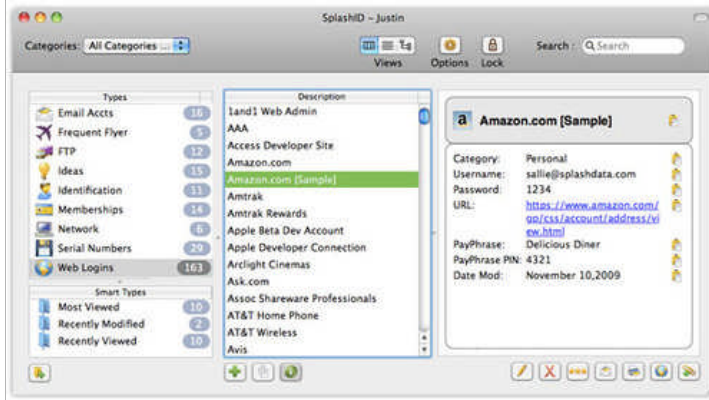 SplashID – Justin
Categories: All Categories ...
Views
Options
Lock
Search :
Search
Types
Email Accts 16
Frequent Flyer 5
FTP 12
Ideas 15
Identification 11
Memberships 14
Network 6
Serial Numbers 29
Web Logins 163
Smart Types
Most Viewed 10
Recently Modified 2
Recently Viewed 10
Description
1and1 Web Admin
AAA
Access Developer Site
Amazon.com
Amazon.com [Sample]
Amtrak
Amtrak Rewards
Apple Beta Dev Account
Apple Developer Connection
Arclight Cinemas
Ask.com
Assoc Shareware Professionals
AT&T Home Phone
AT&T Wireless
Avis
a Amazon.com [Sample]
Category: Personal
Username: sallie@splashdata.com
Password: 1234
URL: https://www.amazon.com/
gp/css/account/address/vi
ew.html
PayPhrase: Delicious Diner
PayPhrase PIN: 4321
Date Mod: November 10,2009